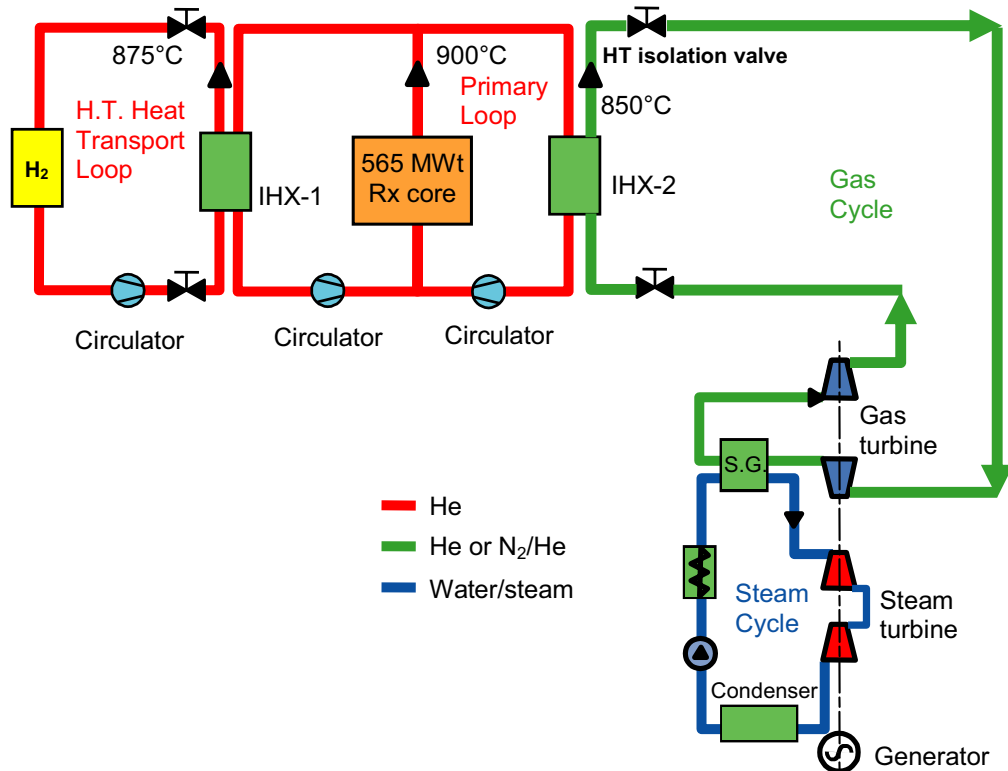 875°C
900°C
HT isolation valve
H.T. Heat
Transport
Loop
Primary
Loop
850°C
H₂
IHX-1
565 MWt
Rx core
IHX-2
Gas
Cycle
Circulator
Circulator
Circulator
Gas
turbine
S.G.
He
He or N₂/He
Water/steam
Steam
Cycle
Steam
turbine
Condenser
Generator